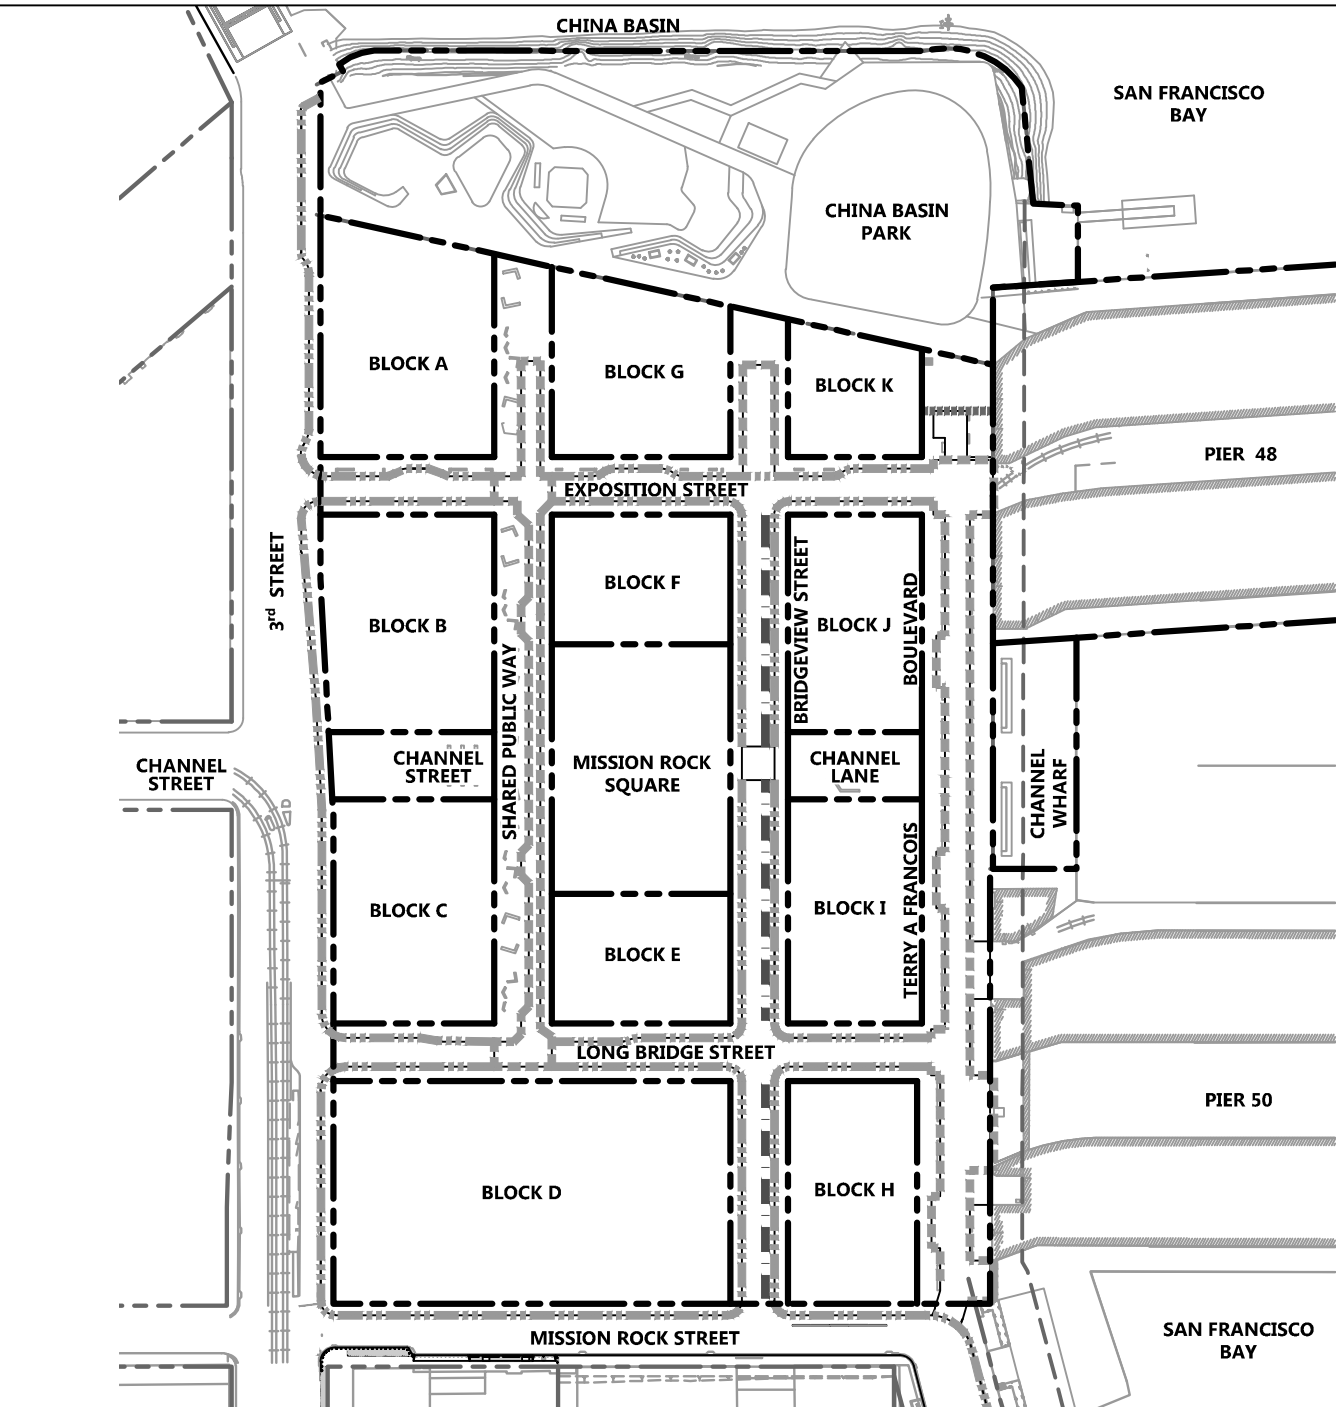 CHINA BASIN
SAN FRANCISCO
BAY
CHINA BASIN
PARK
BLOCK A
BLOCK G
BLOCK K
PIER 48
EXPOSITION STREET
3rd STREET
BLOCK B
SHARED PUBLIC WAY
BLOCK F
BRIDGEVIEW STREET
BLOCK J
TERRY A FRANCOIS BOULEVARD
CHANNEL
STREET
CHANNEL
STREET
MISSION ROCK
SQUARE
CHANNEL
LANE
CHANNEL
WHARF
BLOCK C
BLOCK E
BLOCK I
LONG BRIDGE STREET
PIER 50
BLOCK D
BLOCK H
MISSION ROCK STREET
SAN FRANCISCO
BAY